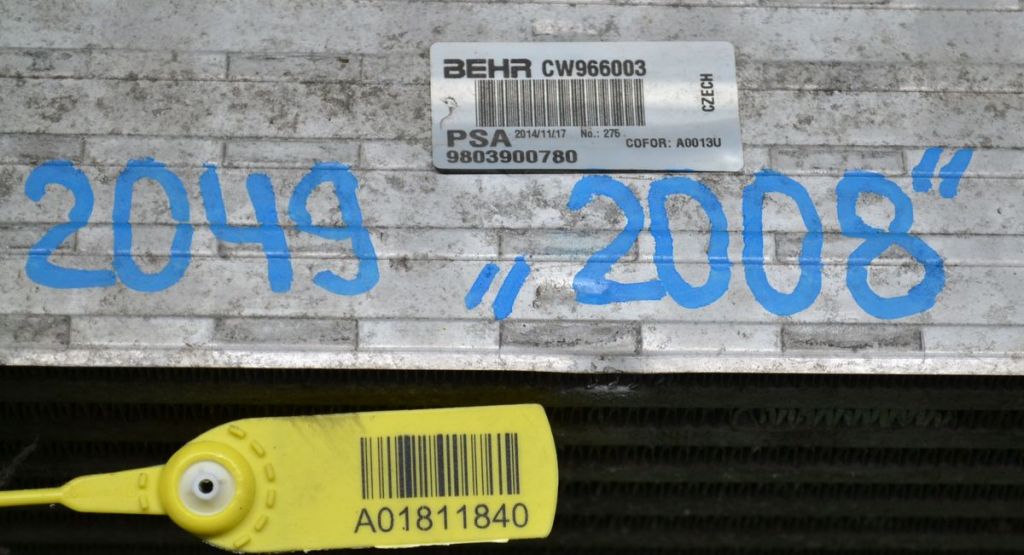 BEHR CW966003
CZECH
PSA 2014/11/17 No.: 275
COFOR: A0013U
9803900780
2049 „2008”
A01811840